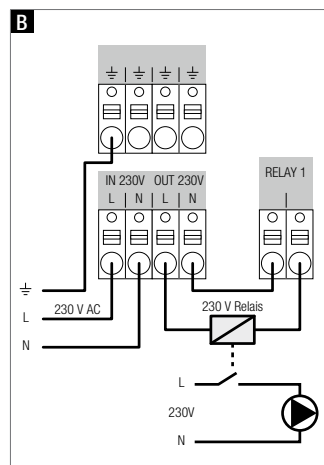 B
IN 230V OUT 230V
L N L N
RELAY 1
230 V Relais
L 230 V AC
N
L
230V
N